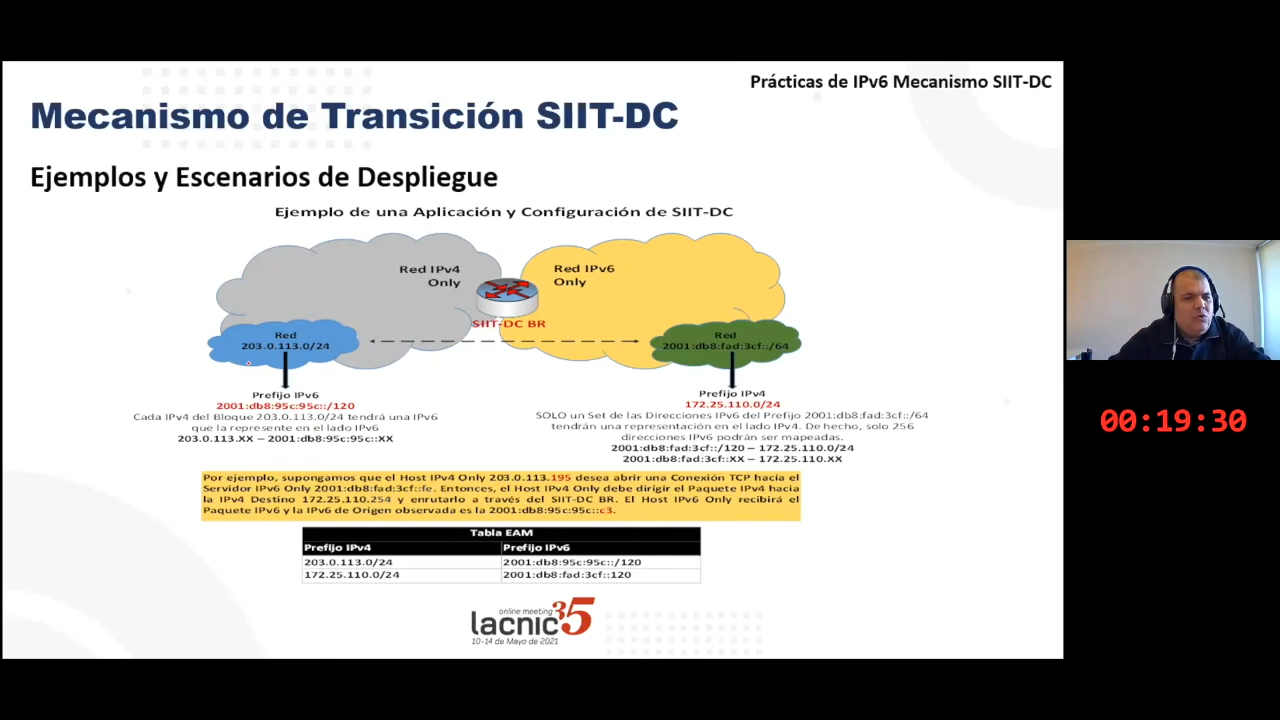 Prácticas de IPv6 Mecanismo SIIT-DC
Mecanismo de Transición SIIT-DC
Ejemplos y Escenarios de Despliegue
Ejemplo de una Aplicación y Configuración de SIIT-DC
Red IPv4
Only
Red IPv6
Only
SIIT-DC BR
Red
203.0.113.0/24
Red
2001:db8:fad:3cf::/64
Prefijo IPv6
2001:db8:95c:95c::/120
Cada IPv4 del Bloque 203.0.113.0/24 tendrá una IPv6
que la represente en el lado IPv6
203.0.113.XX – 2001:db8:95c:95c::XX
Prefijo IPv4
172.25.110.0/24
SOLO un Set de las Direcciones IPv6 del Prefijo 2001:db8:fad:3cf::/64
tendrán una representación en el lado IPv4. De hecho, solo 256
direcciones IPv6 podrán ser mapeadas.
2001:db8:fad:3cf::/120 – 172.25.110.0/24
2001:db8:fad:3cf::XX – 172.25.110.XX
Por ejemplo, supongamos que el Host IPv4 Only 203.0.113.195 desea abrir una Conexión TCP hacia el
Servidor IPv6 Only 2001:db8:fad:3cf::fe. Entonces, el Host IPv4 Only debe dirigir el Paquete IPv4 hacia
la IPv4 Destino 172.25.110.254 y enrutarlo a través del SIIT-DC BR. El Host IPv6 Only recibirá el
Paquete IPv6 y la IPv6 de Origen observada es la 2001:db8:95c:95c::c3.
Tabla EAM
Prefijo IPv4 Prefijo IPv6
203.0.113.0/24 2001:db8:95c:95c::/120
172.25.110.0/24 2001:db8:fad:3cf::120
online meeting
lacnic35
10-14 de Mayo de 2021
00:19:30